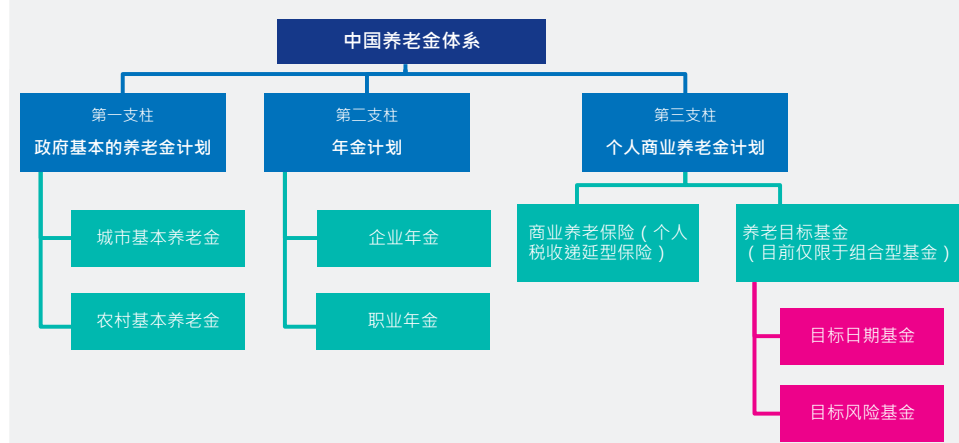 中国养老金体系
第一支柱
政府基本的养老金计划
城市基本养老金
农村基本养老金
第二支柱
年金计划
企业年金
职业年金
第三支柱
个人商业养老金计划
商业养老保险（个人
税收递延型保险）
养老目标基金
（目前仅限于组合型基金）
目标日期基金
目标风险基金